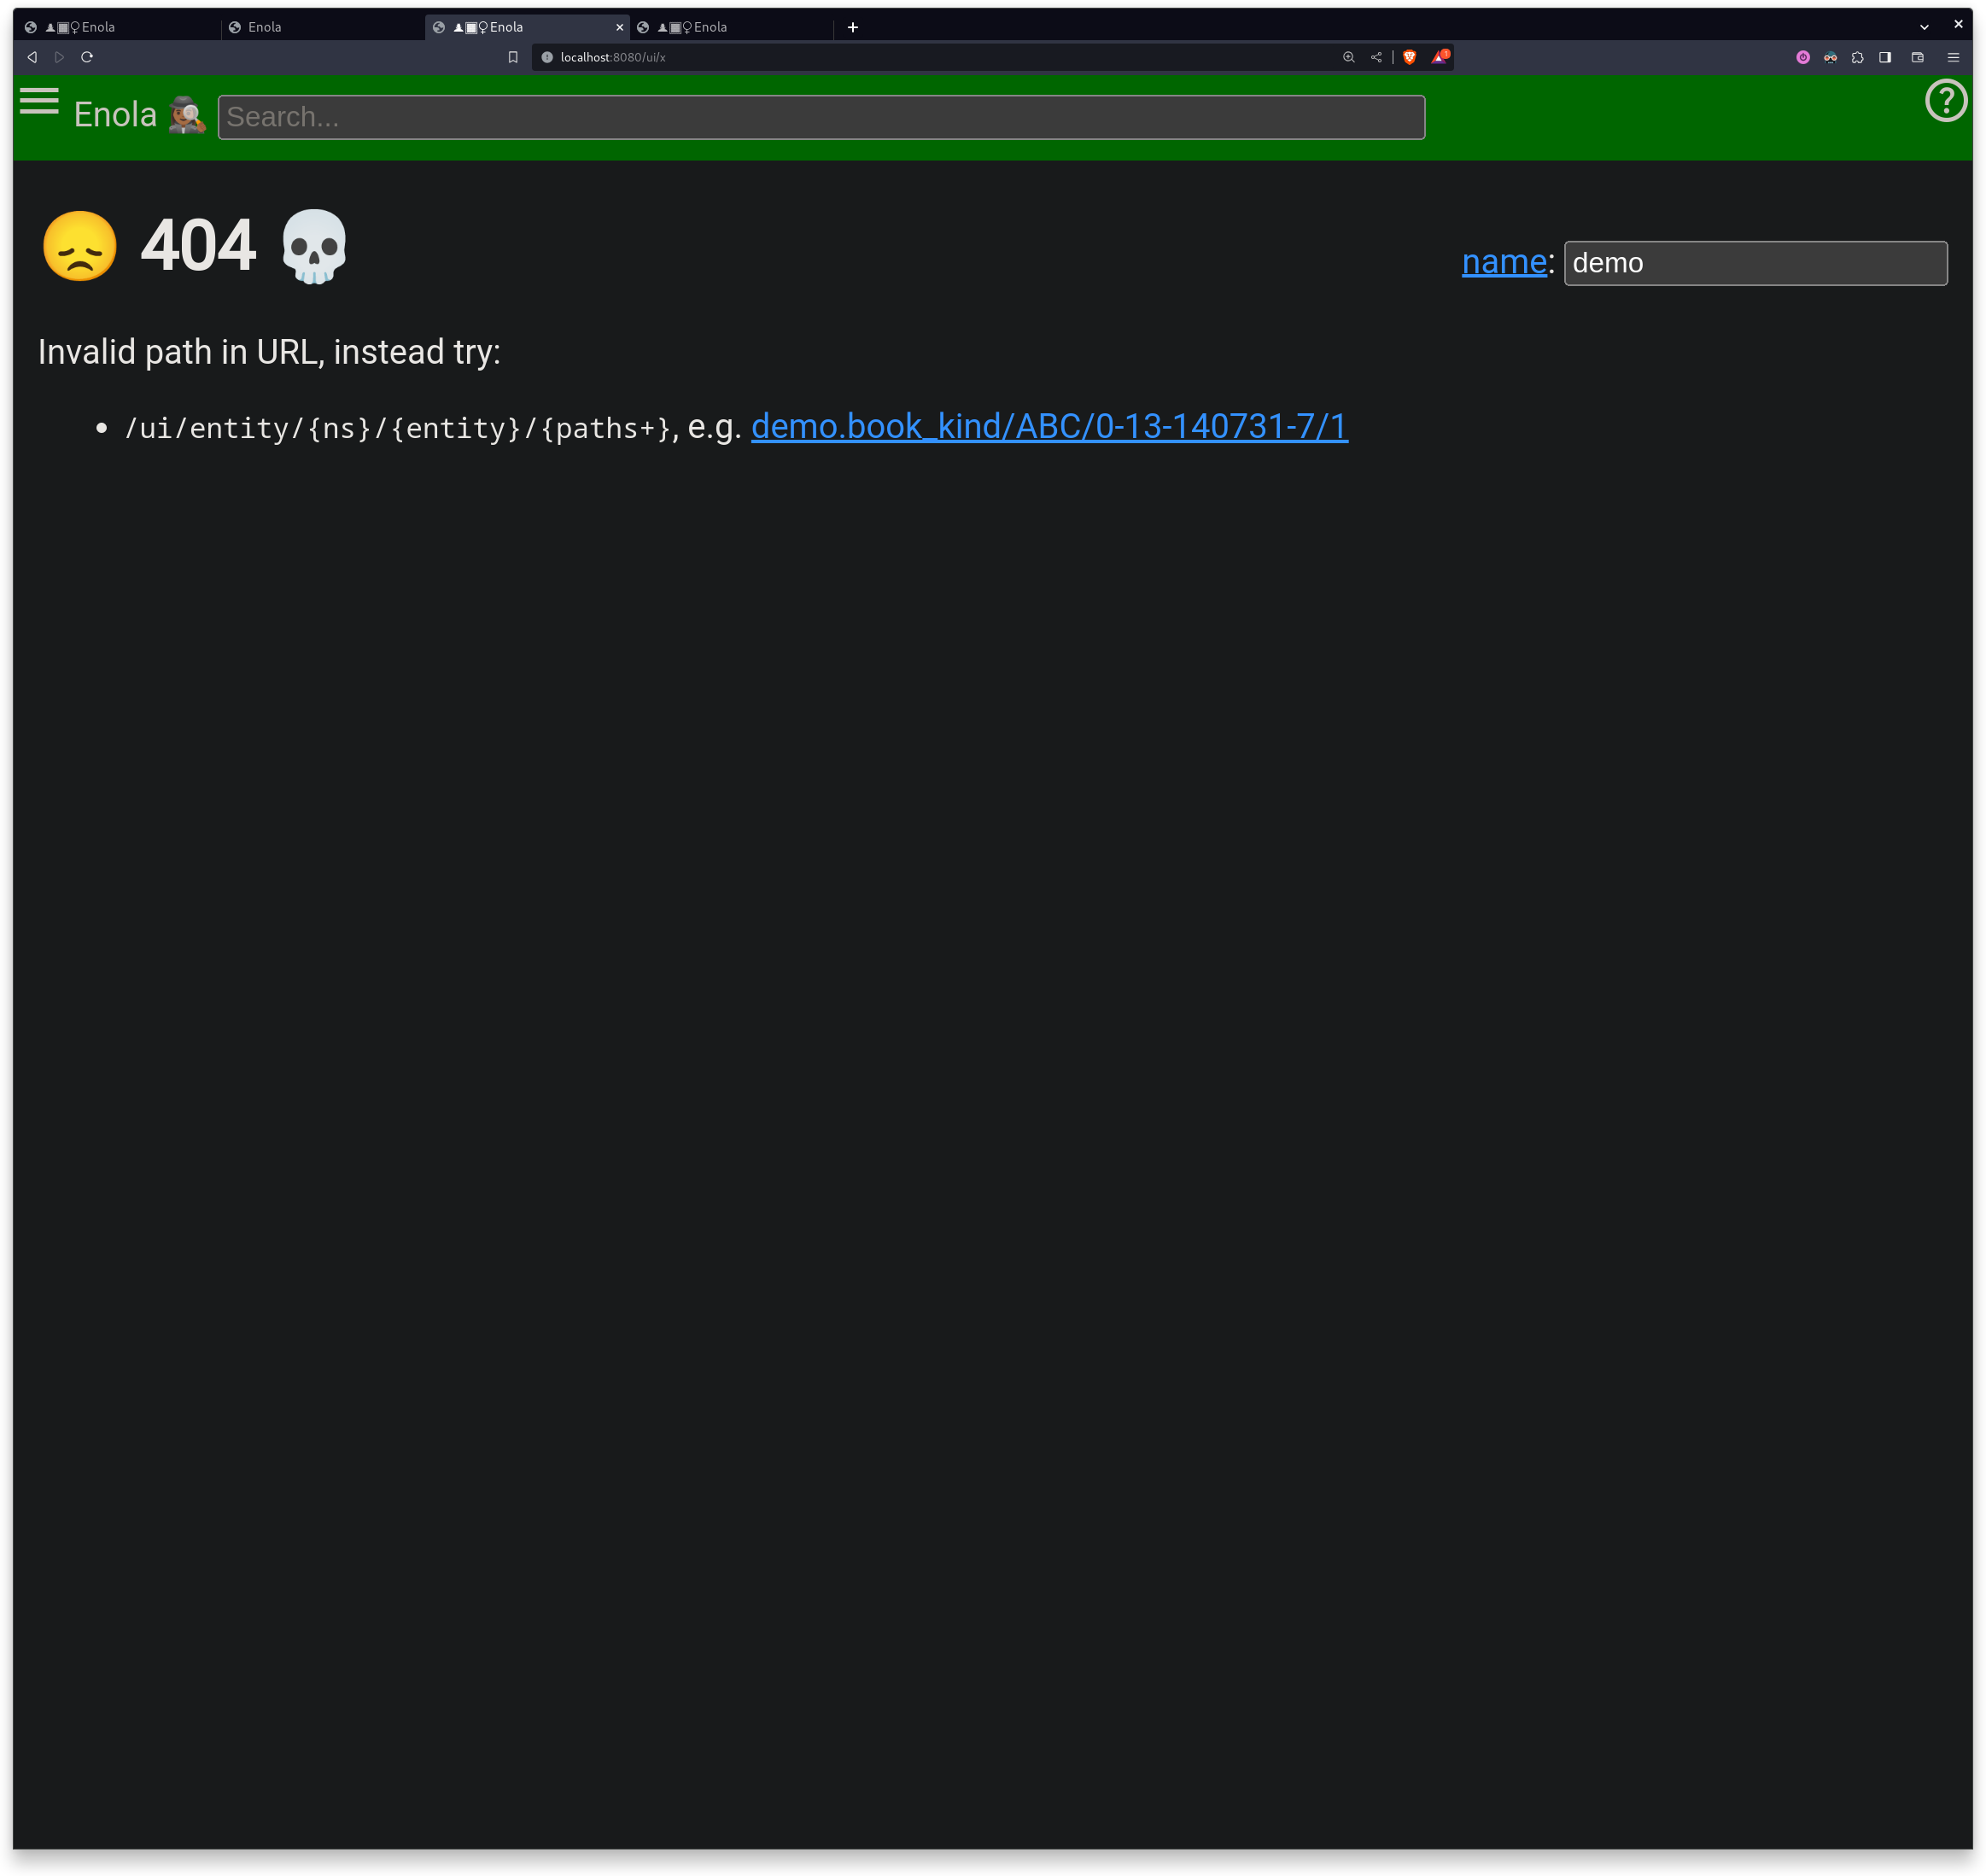 Enola
Enola
Enola
Enola
localhost:8080/ui/x
Enola
Search...
404
name: demo
Invalid path in URL, instead try:
/ui/entity/{ns}/{entity}/{paths+}, e.g. demo.book_kind/ABC/0-13-140731-7/1